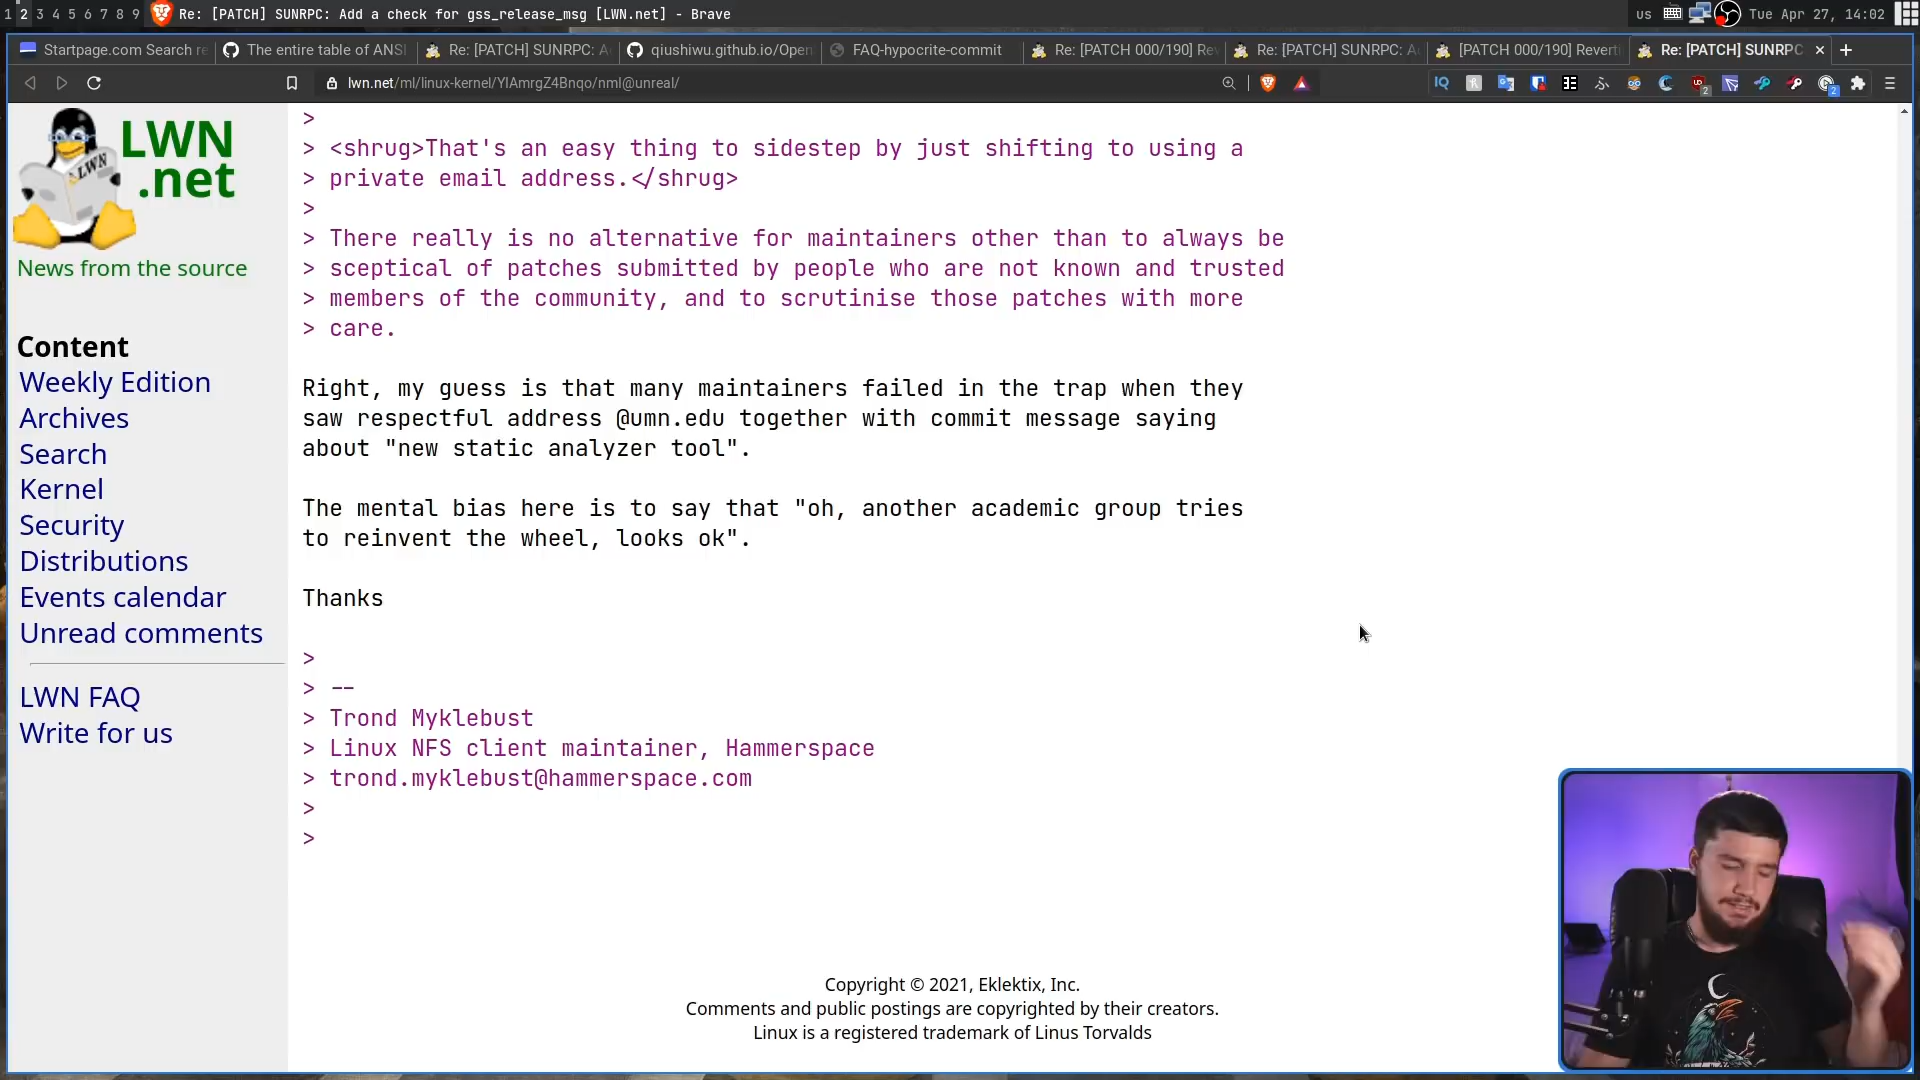 1 2 3 4 5 6 7 8 9 Re: [PATCH] SUNRPC: Add a check for gss_release_msg [LWN.net] - Brave
us Tue Apr 27, 14:02
Startpage.com Search re
The entire table of ANSI
Re: [PATCH] SUNRPC: A
qiushiwu.github.io/Open
FAQ-hypocrite-commit
Re: [PATCH 000/190] Rev
Re: [PATCH] SUNRPC: A
[PATCH 000/190] Reverti
Re: [PATCH] SUNRPC
lwn.net/ml/linux-kernel/YIAmrgZ4Bnqo/nml@unreal/
LWN
.net
LWN
News from the source
Content
Weekly Edition
Archives
Search
Kernel
Security
Distributions
Events calendar
Unread comments
LWN FAQ
Write for us
>
> <shrug>That's an easy thing to sidestep by just shifting to using a
> private email address.</shrug>
>
> There really is no alternative for maintainers other than to always be
> sceptical of patches submitted by people who are not known and trusted
> members of the community, and to scrutinise those patches with more
> care.
Right, my guess is that many maintainers failed in the trap when they
saw respectful address @umn.edu together with commit message saying
about "new static analyzer tool".
The mental bias here is to say that "oh, another academic group tries
to reinvent the wheel, looks ok".
Thanks
>
> --
> Trond Myklebust
> Linux NFS client maintainer, Hammerspace
> trond.myklebust@hammerspace.com
>
>
Copyright © 2021, Eklektix, Inc.
Comments and public postings are copyrighted by their creators.
Linux is a registered trademark of Linus Torvalds